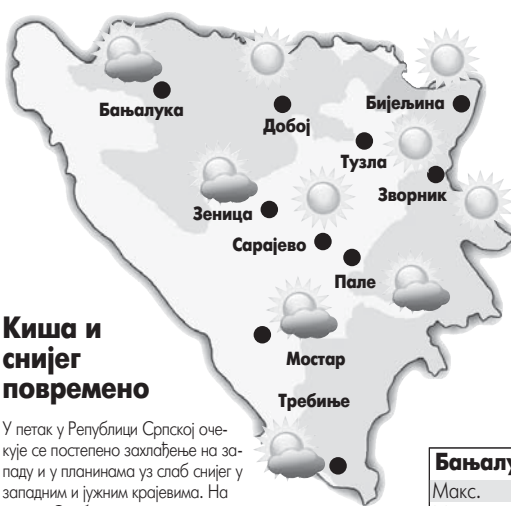 Бањалука
Добој
Бијељина
Тузла
Зворник
Зеница
Сарајево
Пале
Мостар
Требиње
Киша и
снијег
повремено
У петак у Републици Српској оче-
кује се постепено захлађење на за-
паду и у планинама уз слаб снијег у
западним и јужним крајевима. На
Макс.